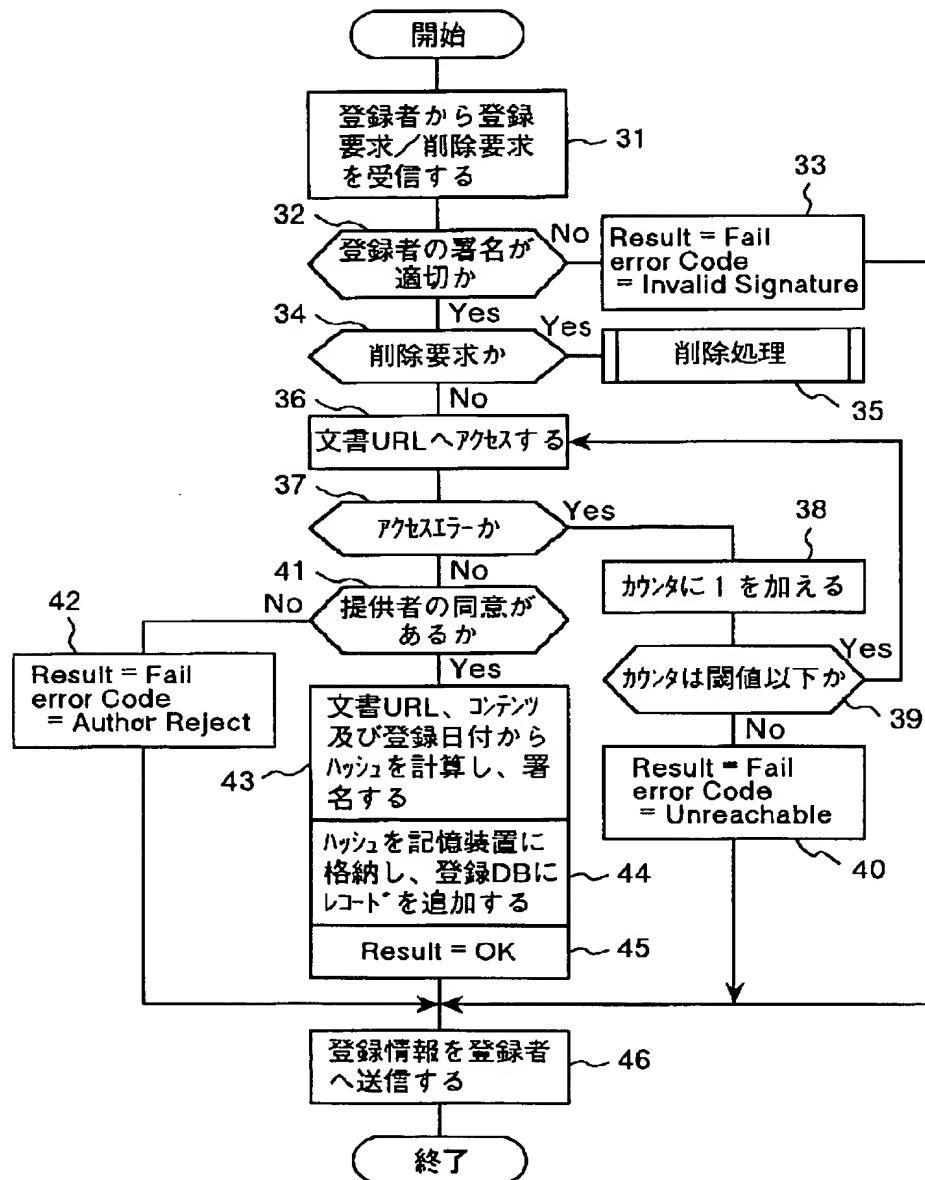 開始
登録者から登録
要求／削除要求
を受信する
31
32
登録者の署名が
適切か
No
33
Result = Fail
error Code
= Invalid Signature
Yes
34
削除要求か
Yes
削除処理
35
No
36
文書URLへアクセスする
37
アクセスエラーか
Yes
38
カウンタに１を加える
No
41
提供者の同意が
あるか
No
42
Result = Fail
error Code
= Author Reject
Yes
カウンタは閾値以下か
Yes
39
No
Result = Fail
error Code
= Unreachable
40
43
文書URL、コンテンツ
及び登録日付から
ハッシュを計算し、署
名する
ハッシュを記憶装置に
格納し、登録DBに
レコードを追加する
44
Result = OK
45
登録情報を登録者
へ送信する
46
終了